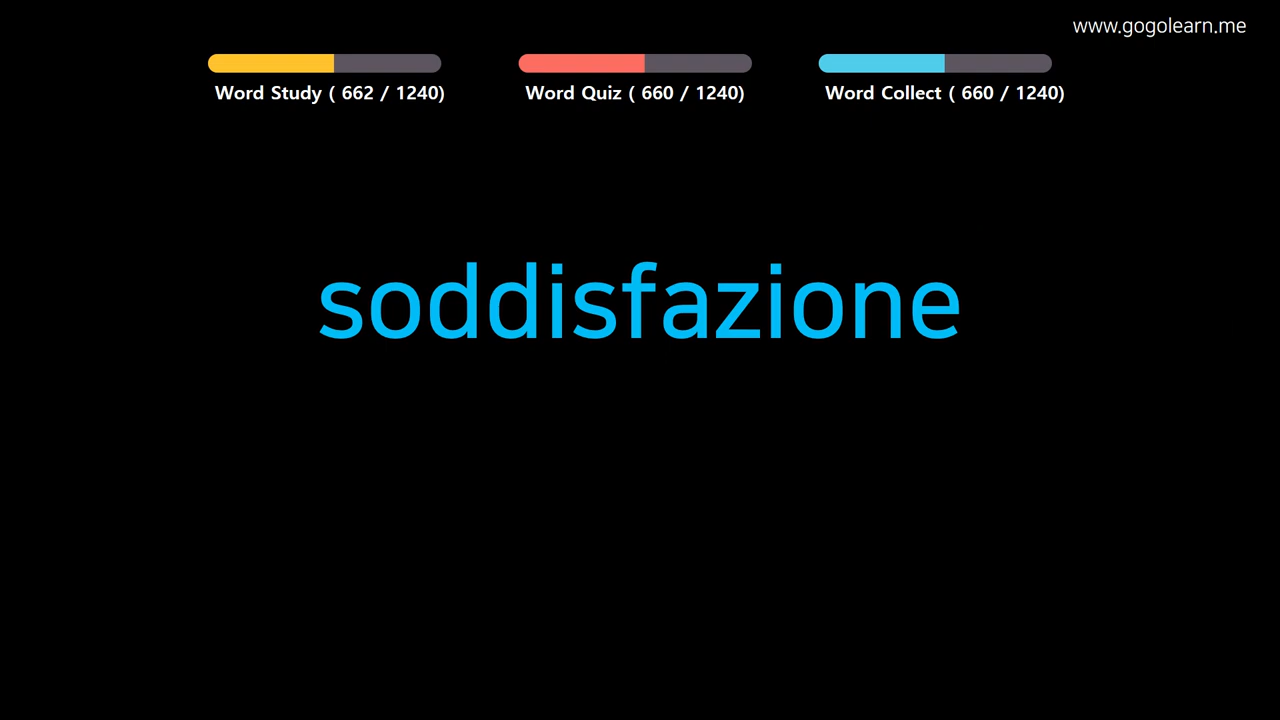 www.gogolearn.me
Word Study ( 662 / 1240)
Word Quiz ( 660 / 1240)
Word Collect ( 660 / 1240)
soddisfazione